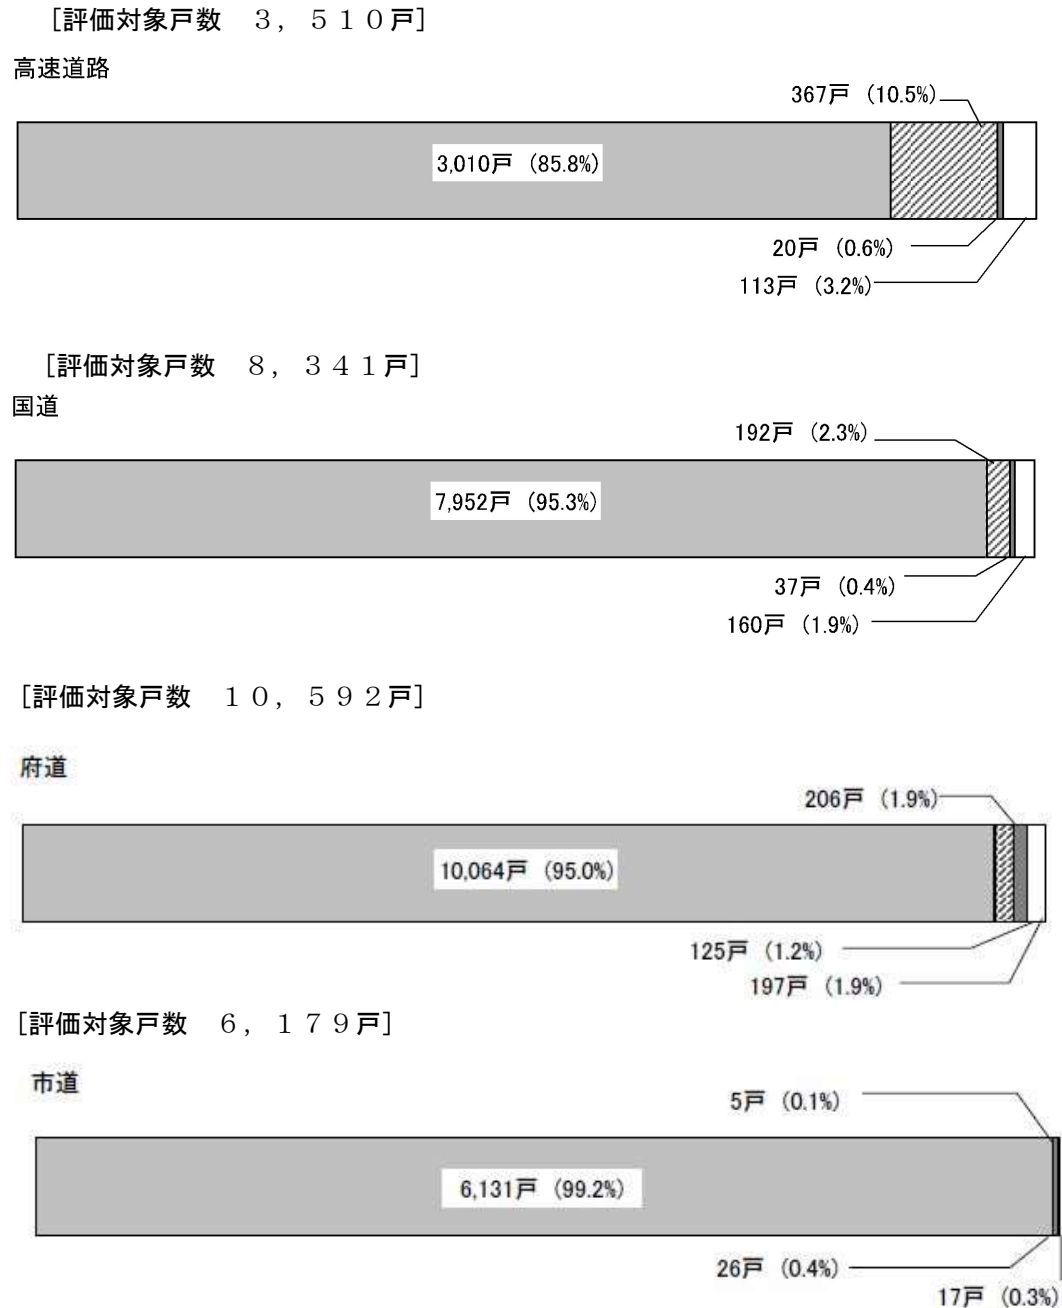 ［評価対象戸数　３，５１０戸］
高速道路
367戸（10.5%）
3,010戸（85.8%）
20戸（0.6%）
113戸（3.2%）
［評価対象戸数　８，３４１戸］
国道
192戸（2.3%）
7,952戸（95.3%）
37戸（0.4%）
160戸（1.9%）
［評価対象戸数　１０，５９２戸］
府道
206戸（1.9%）
10,064戸（95.0%）
125戸（1.2%）
197戸（1.9%）
［評価対象戸数　６，１７９戸］
市道
5戸（0.1%）
6,131戸（99.2%）
26戸（0.4%）
17戸（0.3%）